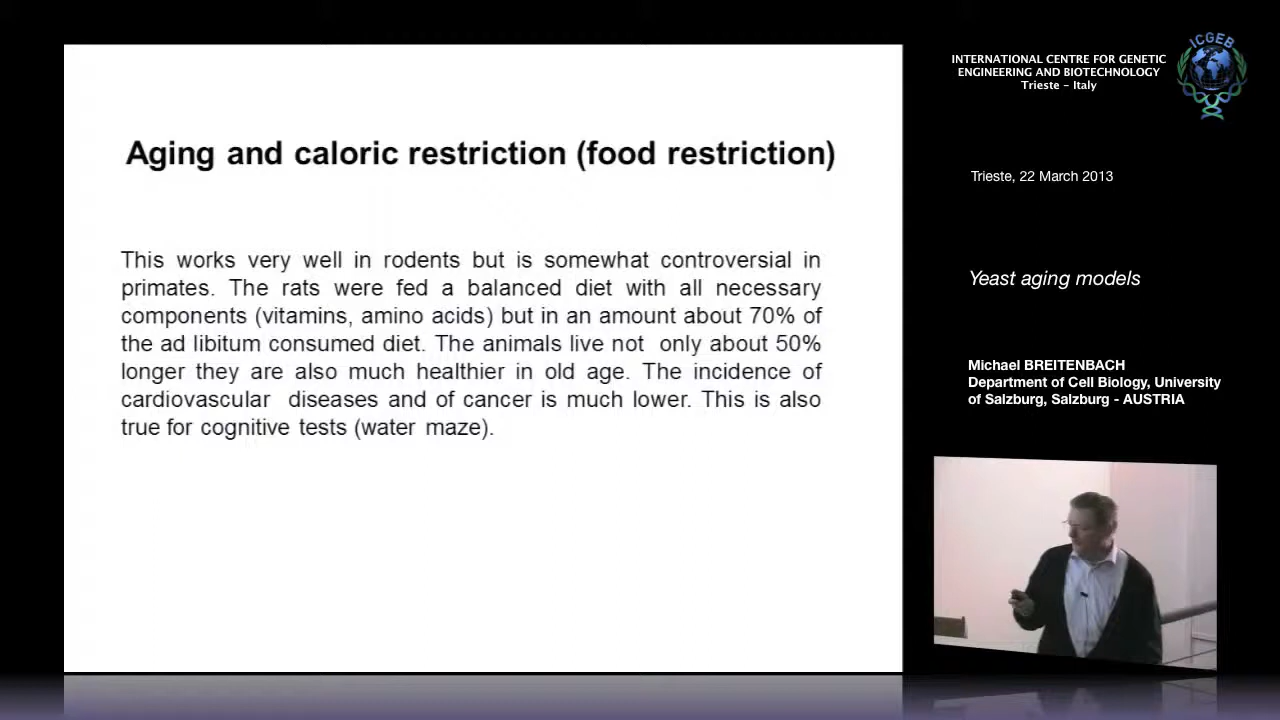 Aging and caloric restriction (food restriction)
This works very well in rodents but is somewhat controversial in
primates. The rats were fed a balanced diet with all necessary
components (vitamins, amino acids) but in an amount about 70% of
the ad libitum consumed diet. The animals live not only about 50%
longer they are also much healthier in old age. The incidence of
cardiovascular diseases and of cancer is much lower. This is also
true for cognitive tests (water maze).
ICGEB
INTERNATIONAL CENTRE FOR GENETIC
ENGINEERING AND BIOTECHNOLOGY
Trieste - Italy
Trieste, 22 March 2013
Yeast aging models
Michael BREITENBACH
Department of Cell Biology, University
of Salzburg, Salzburg - AUSTRIA